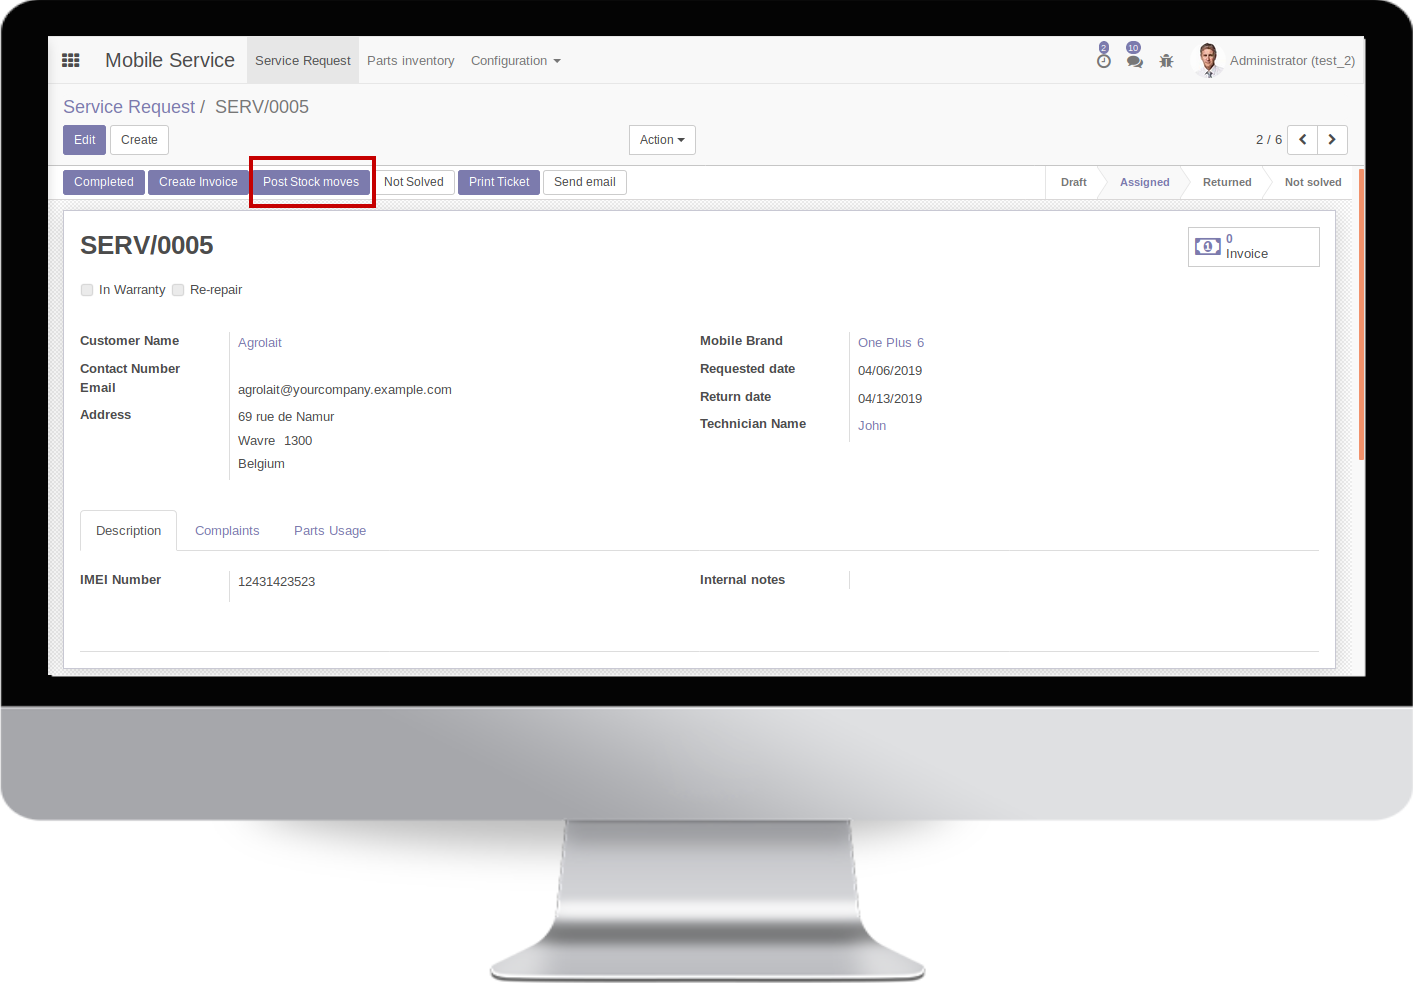 Mobile Service Service Request Parts inventory Configuration 2 10 Administrator (test_2)
Service Request / SERV/0005
Edit Create Action 2 / 6
Completed Create Invoice Post Stock moves Not Solved Print Ticket Send email Draft Assigned Returned Not solved
SERV/0005
1 0
Invoice
In Warranty Re-repair
Customer Name Agrolait Mobile Brand One Plus 6
Contact Number Requested date 04/06/2019
Email agrolait@yourcompany.example.com Return date 04/13/2019
Address 69 rue de Namur Technician Name John
Wavre 1300
Belgium
Description Complaints Parts Usage
IMEI Number 12431423523 Internal notes